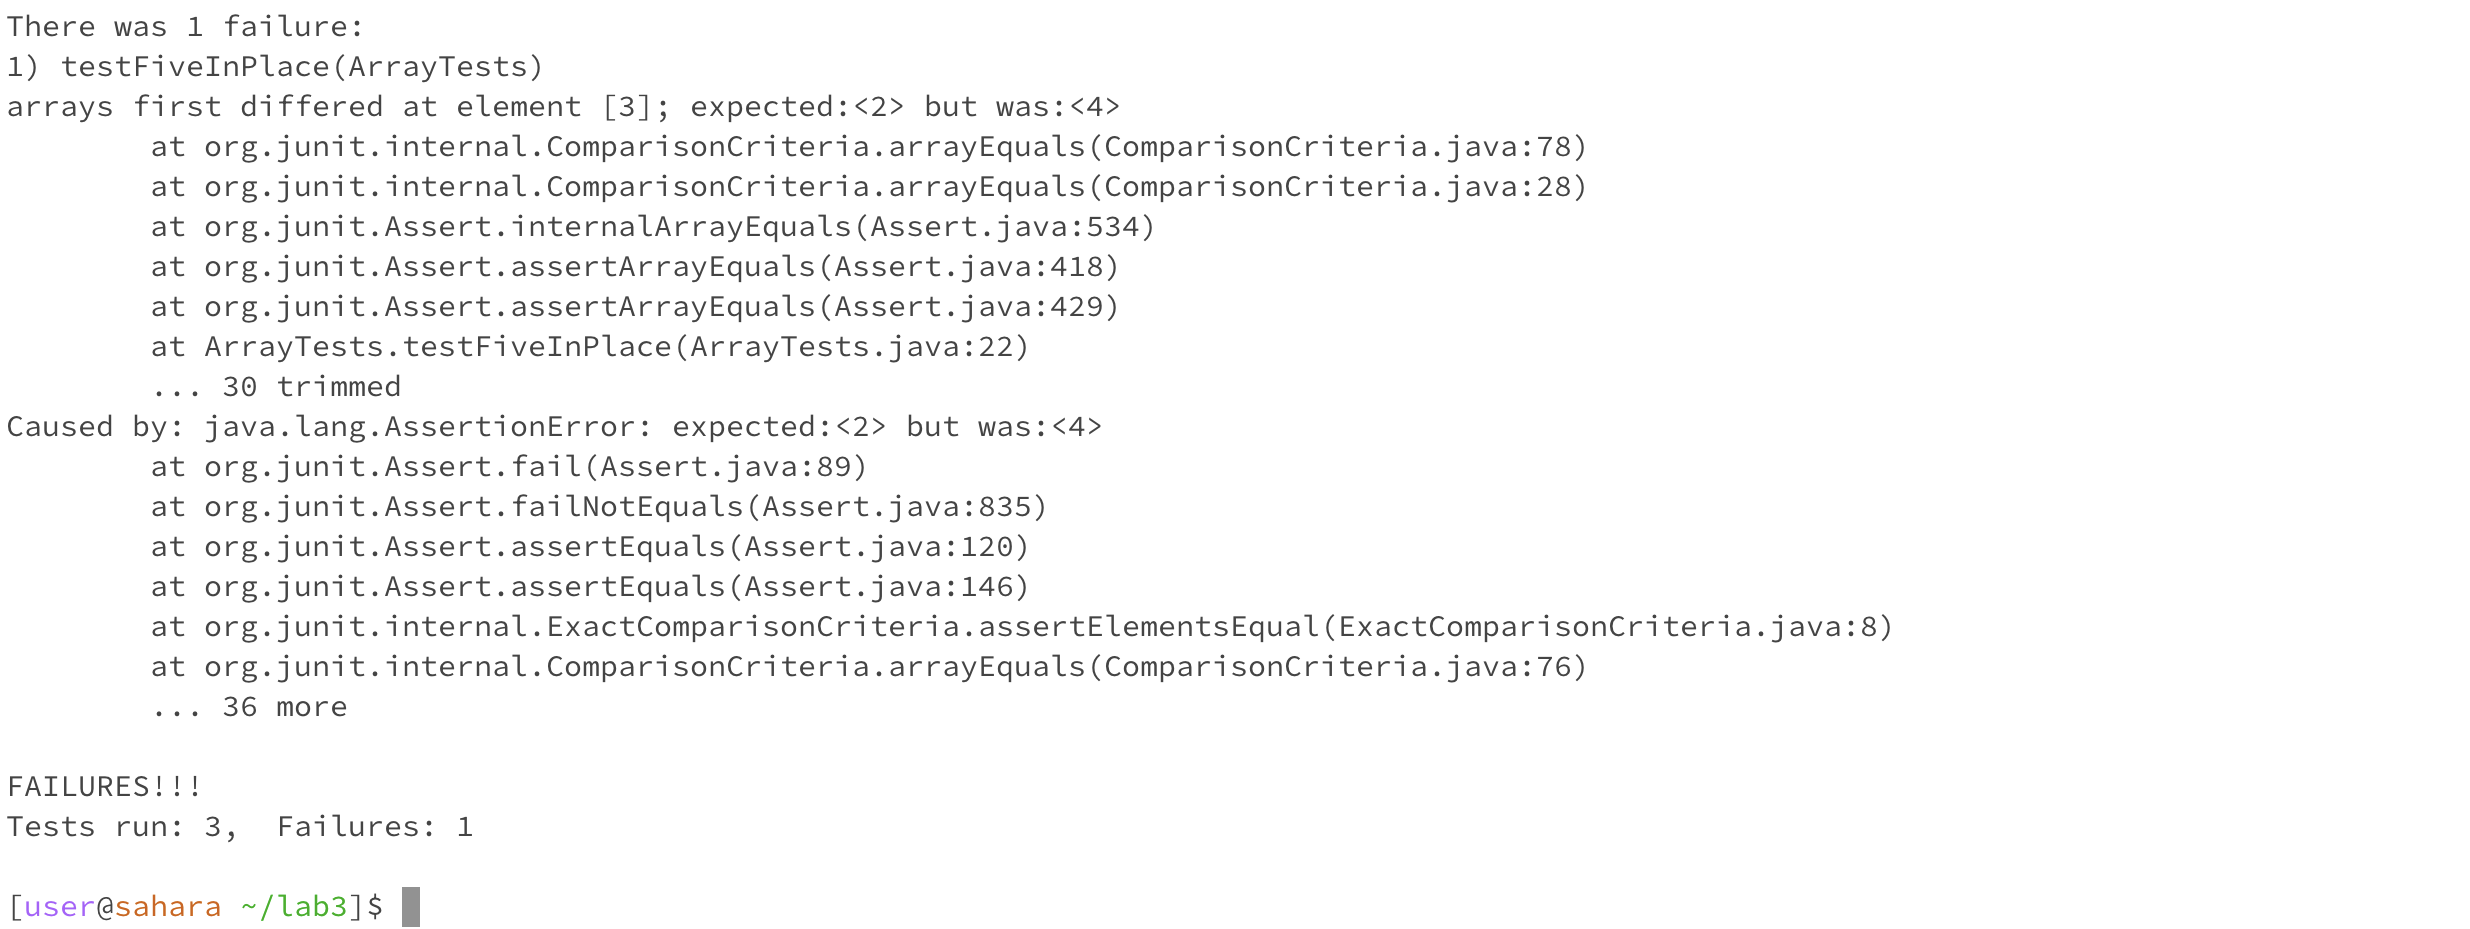 There was 1 failure:
1) testFiveInPlace(ArrayTests)
arrays first differed at element [3]; expected:<2> but was:<4>
        at org.junit.internal.ComparisonCriteria.arrayEquals(ComparisonCriteria.java:78)
        at org.junit.internal.ComparisonCriteria.arrayEquals(ComparisonCriteria.java:28)
        at org.junit.Assert.internalArrayEquals(Assert.java:534)
        at org.junit.Assert.assertArrayEquals(Assert.java:418)
        at org.junit.Assert.assertArrayEquals(Assert.java:429)
        at ArrayTests.testFiveInPlace(ArrayTests.java:22)
        ... 30 trimmed
Caused by: java.lang.AssertionError: expected:<2> but was:<4>
        at org.junit.Assert.fail(Assert.java:89)
        at org.junit.Assert.failNotEquals(Assert.java:835)
        at org.junit.Assert.assertEquals(Assert.java:120)
        at org.junit.Assert.assertEquals(Assert.java:146)
        at org.junit.internal.ExactComparisonCriteria.assertElementsEqual(ExactComparisonCriteria.java:8)
        at org.junit.internal.ComparisonCriteria.arrayEquals(ComparisonCriteria.java:76)
        ... 36 more

FAILURES!!!
Tests run: 3,  Failures: 1

[user@sahara ~/lab3]$